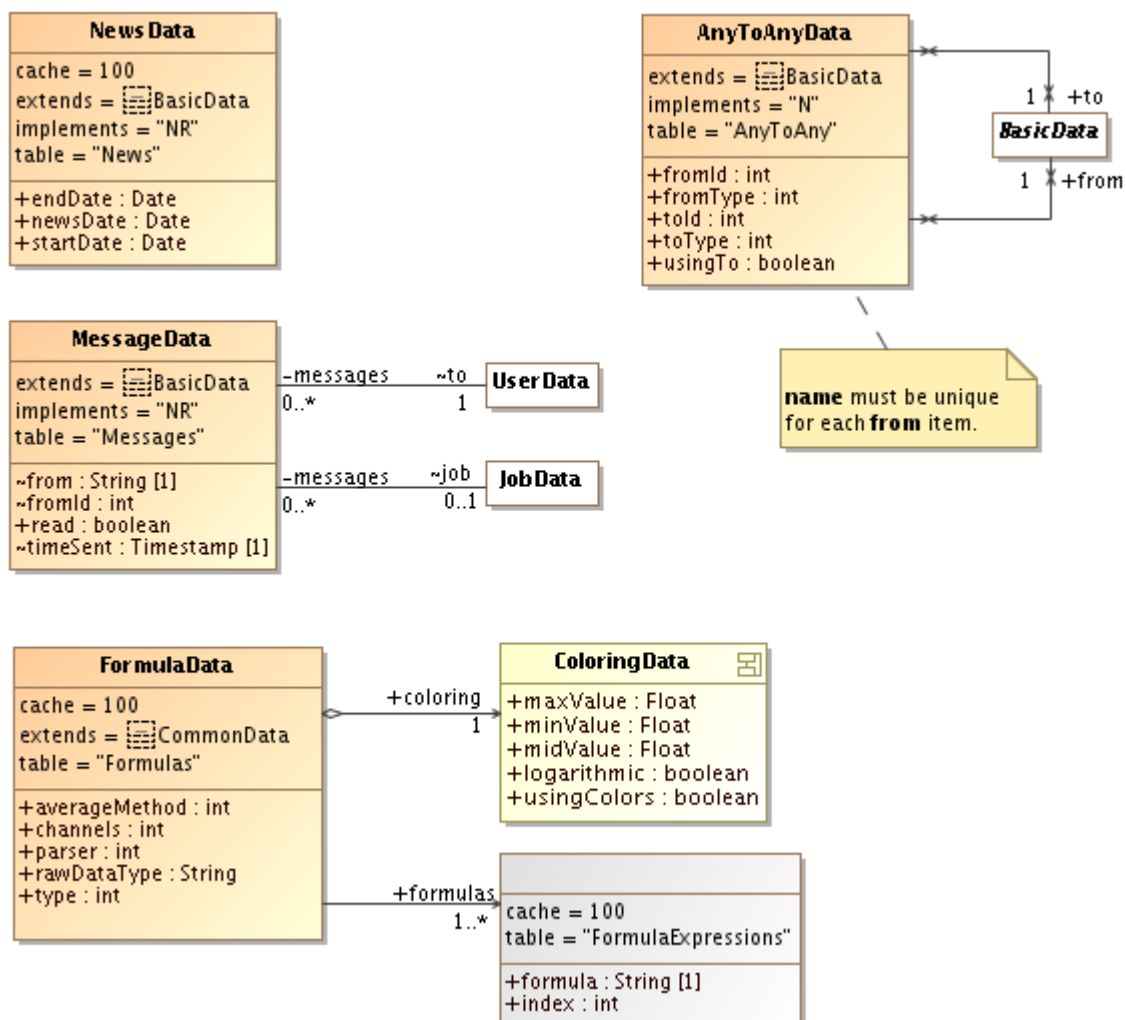 NewsData
cache = 100
extends = BasicData
implements = "NR"
table = "News"
+endDate : Date
+newsDate : Date
+startDate : Date
AnyToAnyData
extends = BasicData
implements = "N"
table = "AnyToAny"
+fromId : int
+fromType : int
+toId : int
+toType : int
+usingTo : boolean
1 +to
BasicData
1 +from
name must be unique
for each from item.
MessageData
extends = BasicData
implements = "NR"
table = "Messages"
~from : String [1]
~fromId : int
+read : boolean
~timeSent : Timestamp [1]
-messages ~to
0..* 1
UserData
-messages ~job
0..* 0..1
JobData
FormulaData
cache = 100
extends = CommonData
table = "Formulas"
+averageMethod : int
+channels : int
+parser : int
+rawDataType : String
+type : int
+coloring
1
ColoringData
+maxValue : Float
+minValue : Float
+midValue : Float
+logarithmic : boolean
+usingColors : boolean
+formulas
1..*
cache = 100
table = "FormulaExpressions"
+formula : String [1]
+index : int